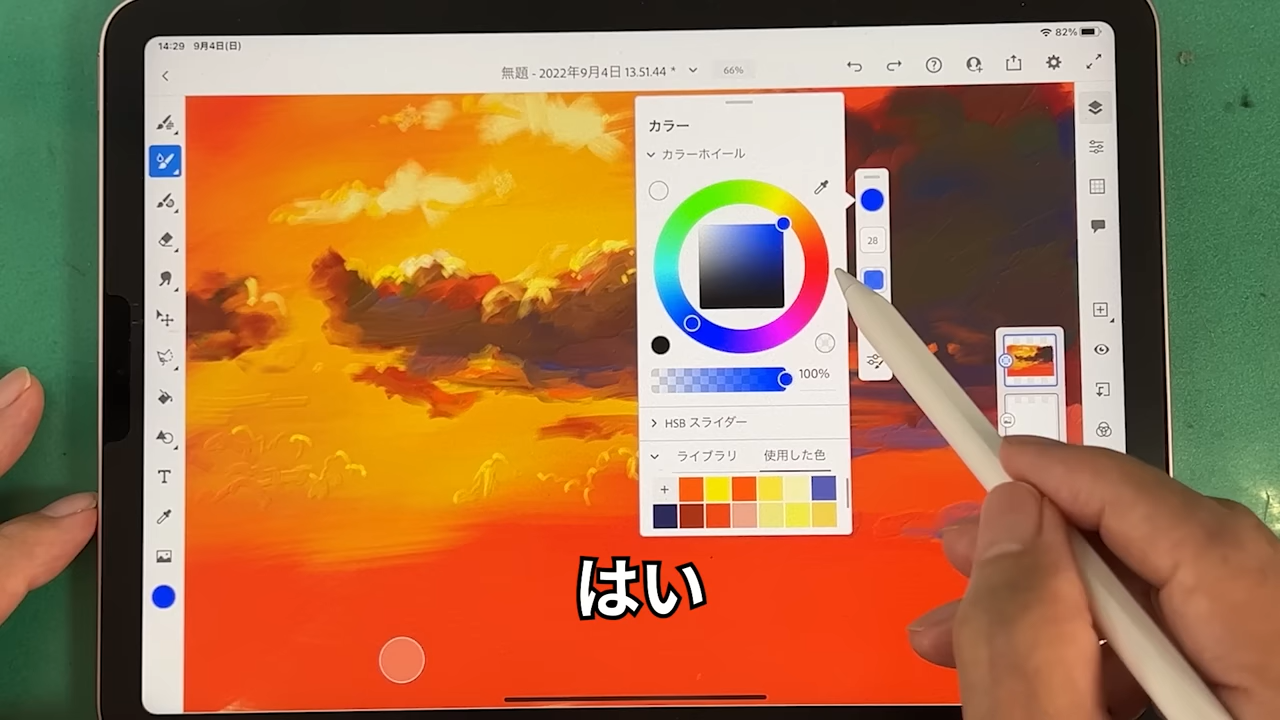 14:29 9月4日(日)
82%
無題 - 2022年9月4日 13.51.44 *
66%
カラー
カラーホイール
28
100%
HSB スライダー
ライブラリ 使用した色
T
はい